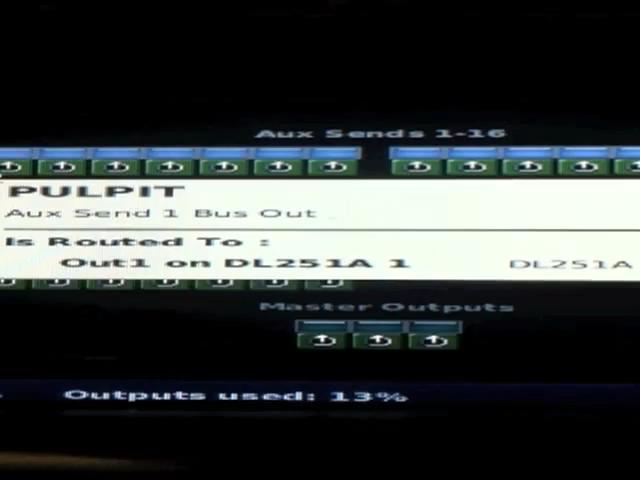 Aux Sends 1-16
PULPIT
Aux Send 1 Bus Out
Is Routed To :
Out1 on DL251A 1 DL251A
Master Outputs
Outputs used: 13%